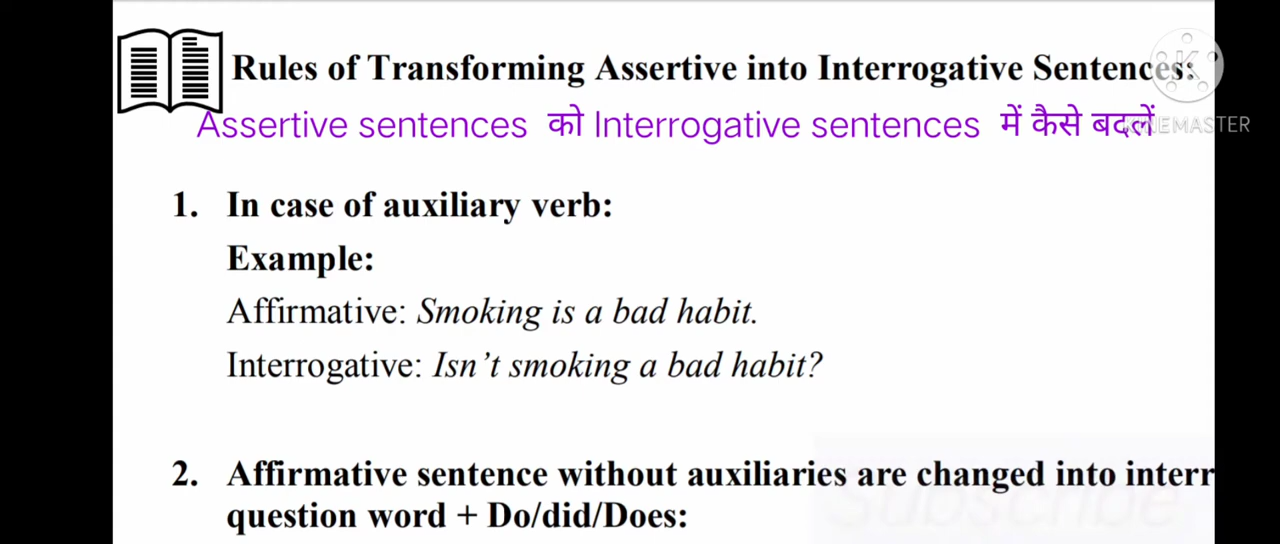 Rules of Transforming Assertive into Interrogative Sentences:
Assertive sentences को Interrogative sentences में कैसे बदलें
KINEMASTER
1. In case of auxiliary verb:
Example:
Affirmative: Smoking is a bad habit.
Interrogative: Isn't smoking a bad habit?
2. Affirmative sentence without auxiliaries are changed into interr
question word + Do/did/Does:
Subscribe